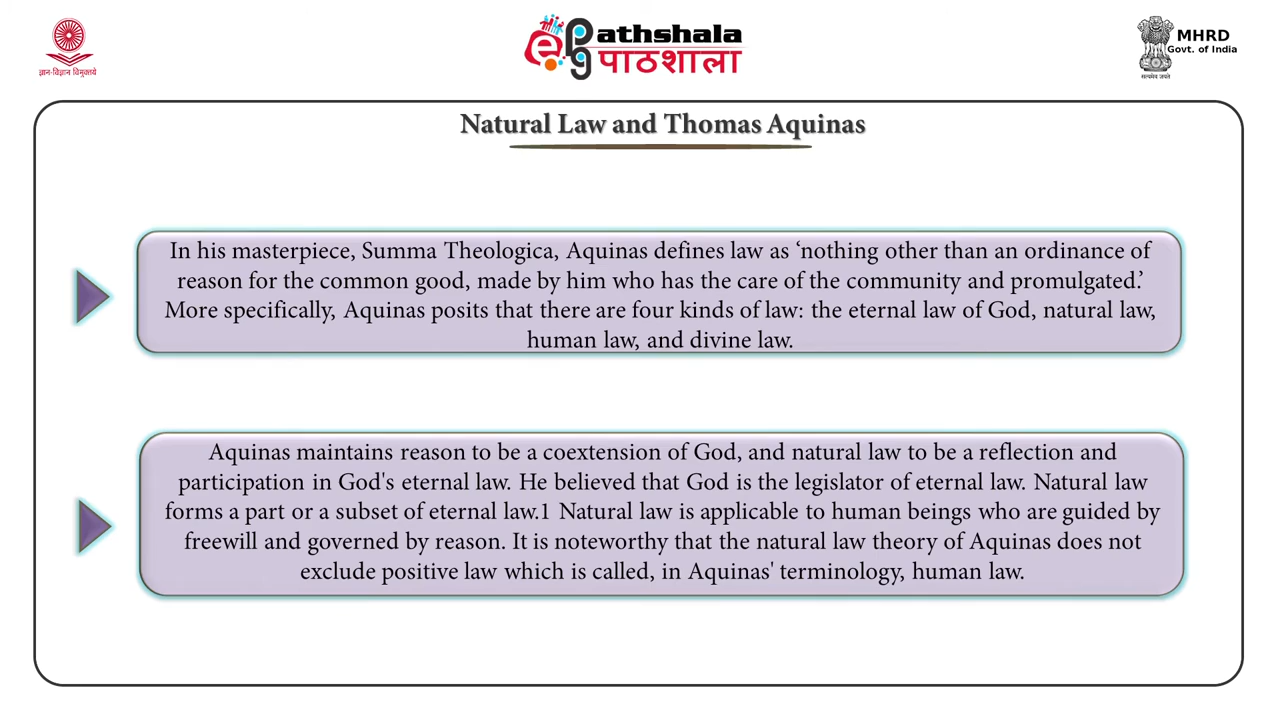 ज्ञान-विज्ञान विमुक्तये
e Pathshala
पाठशाला
MHRD
Govt. of India
सत्यमेव जयते
Natural Law and Thomas Aquinas
In his masterpiece, Summa Theologica, Aquinas defines law as ‘nothing other than an ordinance of
reason for the common good, made by him who has the care of the community and promulgated.’
More specifically, Aquinas posits that there are four kinds of law: the eternal law of God, natural law,
human law, and divine law.
Aquinas maintains reason to be a coextension of God, and natural law to be a reflection and
participation in God's eternal law. He believed that God is the legislator of eternal law. Natural law
forms a part or a subset of eternal law.1 Natural law is applicable to human beings who are guided by
freewill and governed by reason. It is noteworthy that the natural law theory of Aquinas does not
exclude positive law which is called, in Aquinas' terminology, human law.